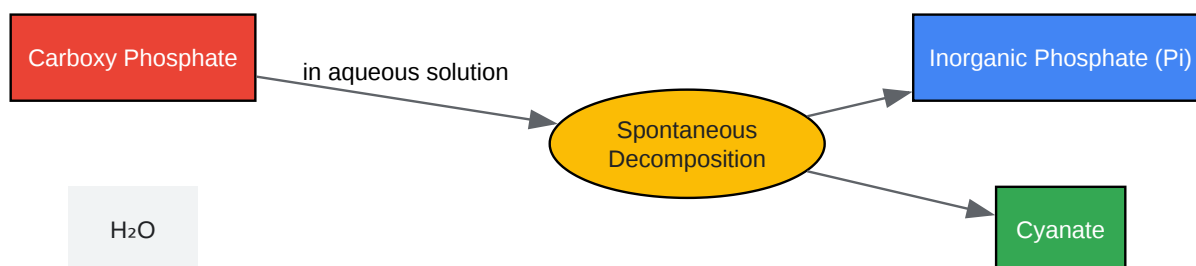 Carboxy Phosphate
in aqueous solution
Spontaneous
Decomposition
Inorganic Phosphate (Pi)
H₂O
Cyanate